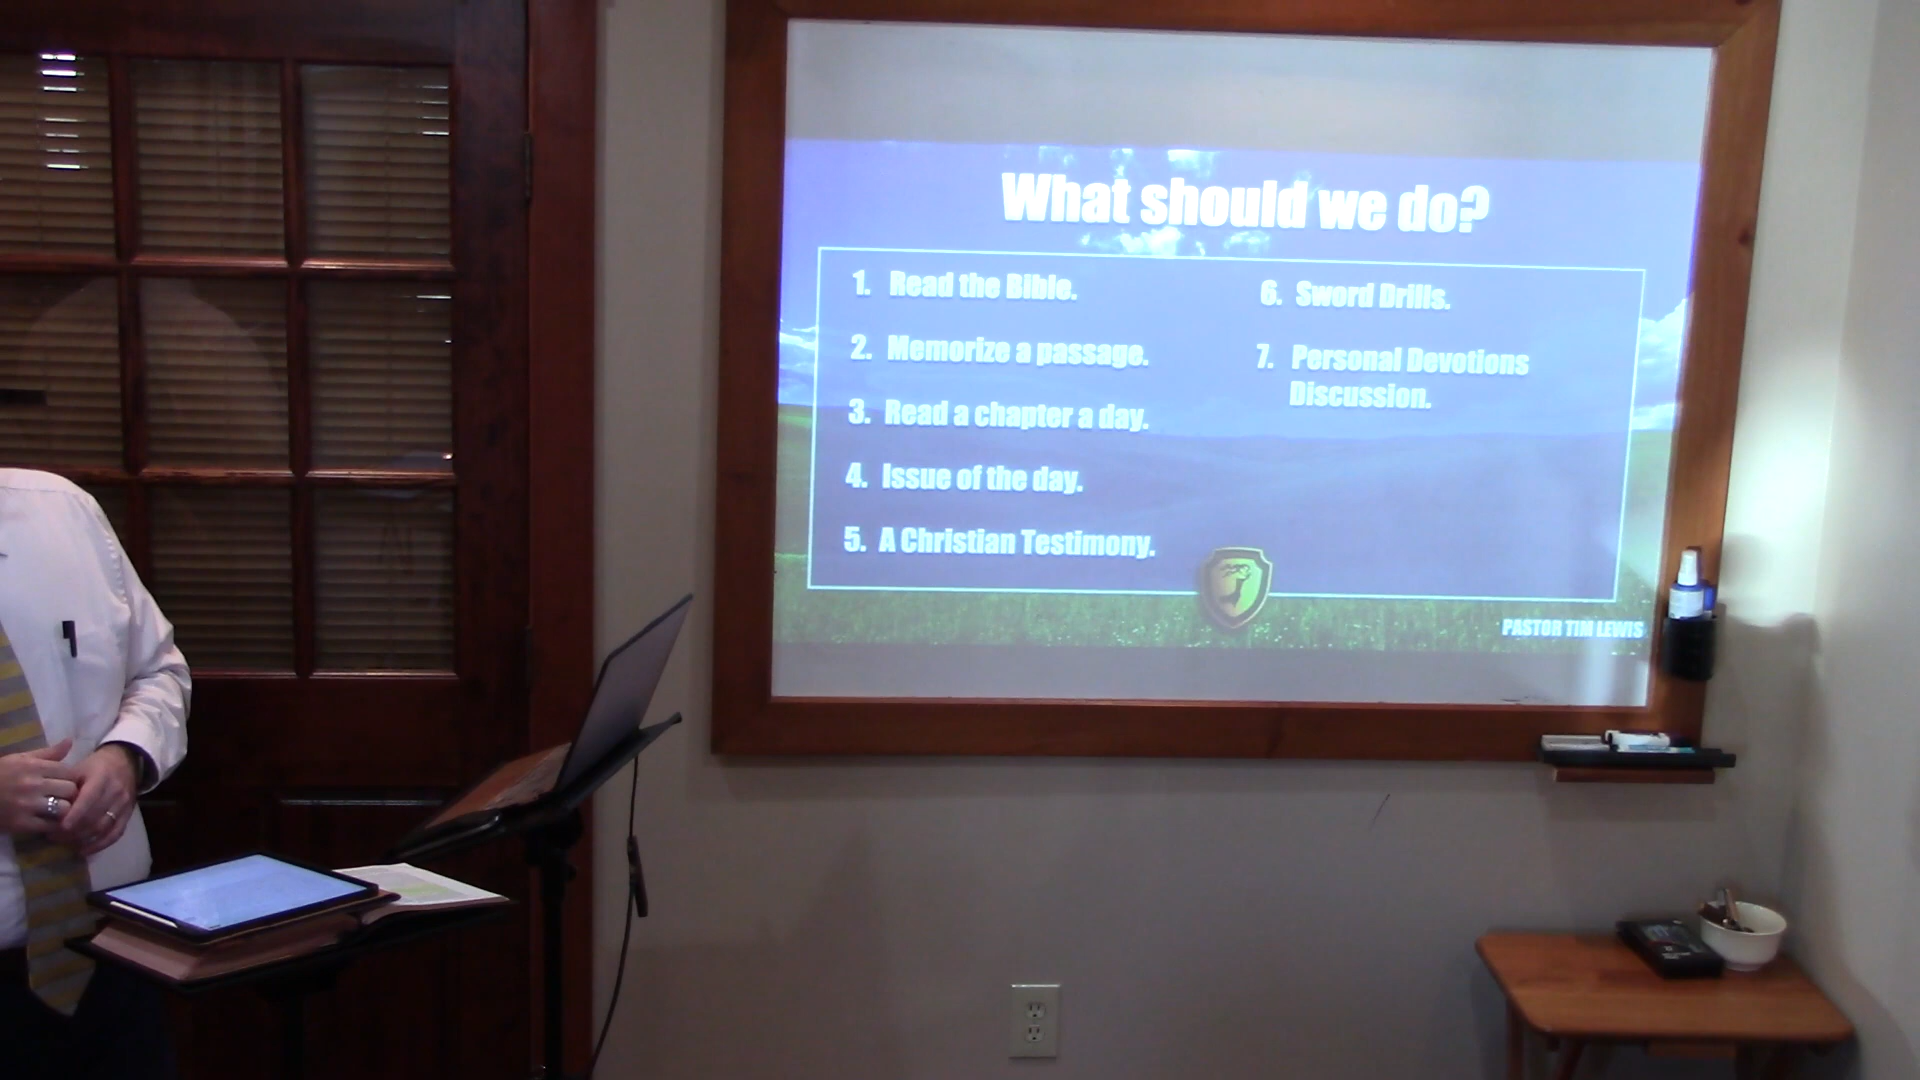 What should we do?
1. Read the Bible.
2. Memorize a passage.
3. Read a chapter a day.
4. Issue of the day.
5. A Christian Testimony.
6. Sword Drills.
7. Personal Devotions
Discussion.
PASTOR TIM LEWIS